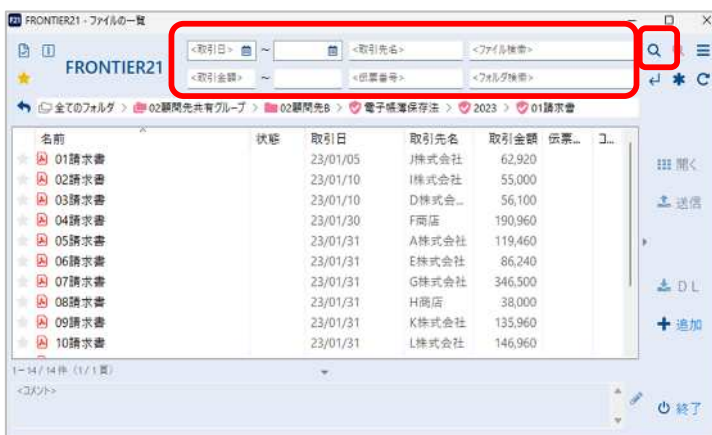 F21 FRONTIER21 - ファイルの一覧
FRONTIER21
<取引日> ~ <取引先名> <ファイル検索>
<取引金額> ~ <伝票番号> <フォルダ検索>
全てのフォルダ > 02顧問先共有グループ > 02顧問先B > 電子帳簿保存法 > 2023 > 01請求書
名前 状態 取引日 取引先名 取引金額 伝票... コ...
01請求書 23/01/05 J株式会社 62,920
02請求書 23/01/10 I株式会社 55,000
03請求書 23/01/10 D株式会... 56,100
04請求書 23/01/30 F商店 190,960
05請求書 23/01/31 A株式会社 119,460
06請求書 23/01/31 E株式会社 86,240
07請求書 23/01/31 G株式会社 346,500
08請求書 23/01/31 H商店 38,000
09請求書 23/01/31 K株式会社 135,960
10請求書 23/01/31 L株式会社 146,960
開く
送信
DL
追加
1-14 / 14 件 (1 / 1 頁)
<コメント>
終了